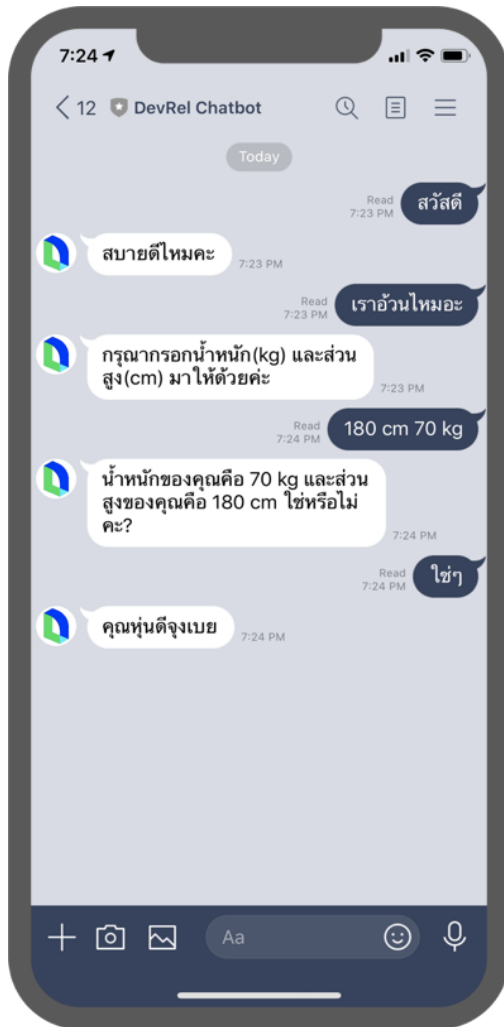 7:24
12 DevRel Chatbot
Today
สวัสดี
Read
7:23 PM
สบายดีไหมคะ
7:23 PM
เราอ้วนไหมอะ
Read
7:23 PM
กรุณากรอกน้ำหนัก(kg) และส่วน
สูง(cm) มาให้ด้วยค่ะ
7:23 PM
180 cm 70 kg
Read
7:24 PM
น้ำหนักของคุณคือ 70 kg และส่วน
สูงของคุณคือ 180 cm ใช่หรือไม่
คะ?
7:24 PM
ใช่ๆ
Read
7:24 PM
คุณหุ่นดีจุงเบย
7:24 PM
Aa